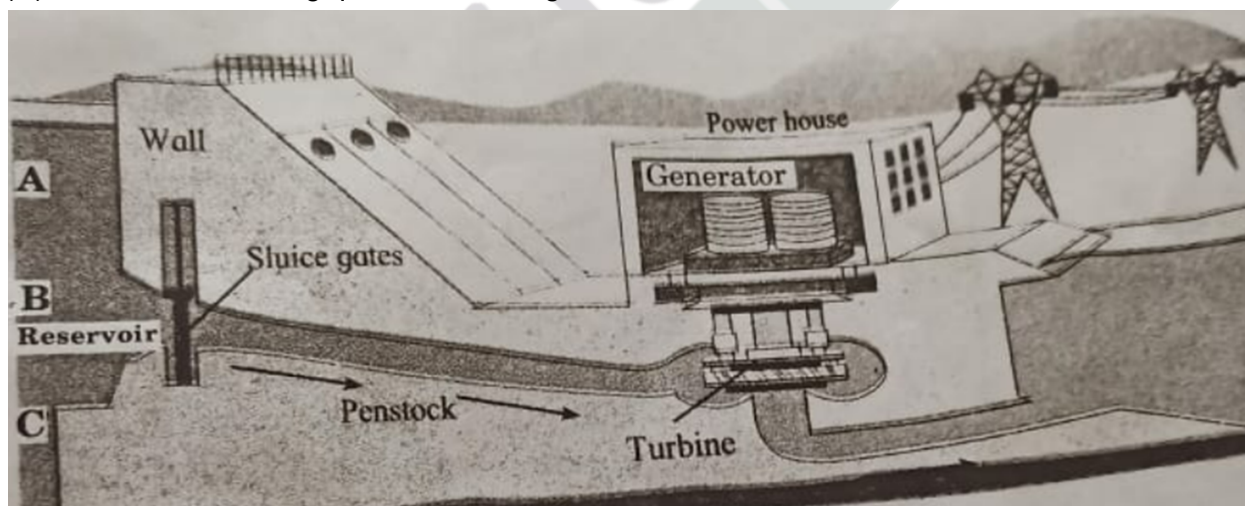 Wall
Power house
A
Generator
Sluice gates
B
Reservoir
Penstock
C
Turbine